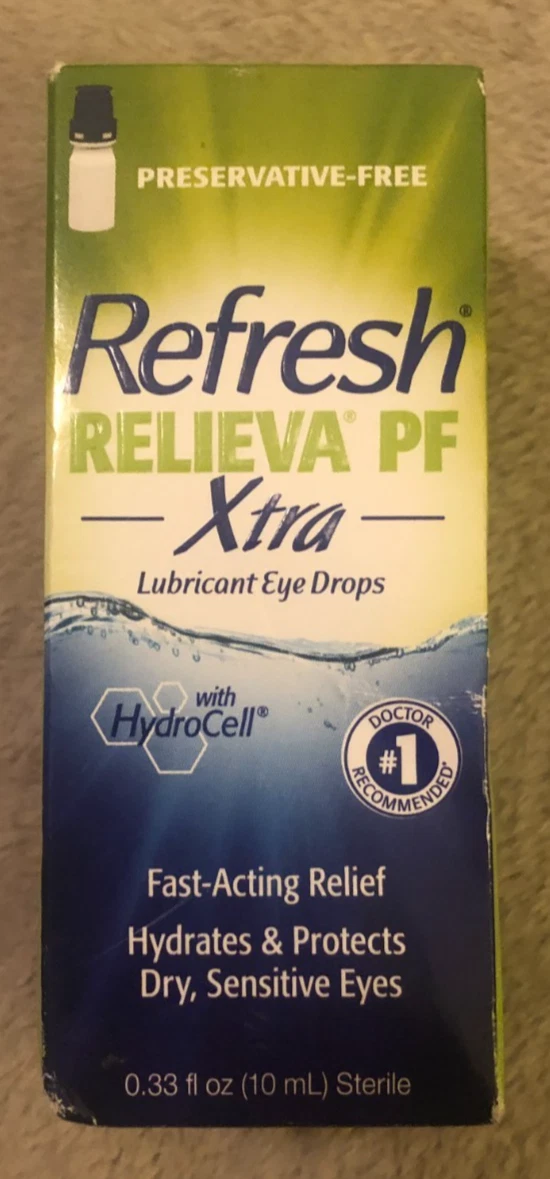 PRESERVATIVE-FREE
Refresh®
RELIEVA® PF
Xtra
Lubricant Eye Drops
with
HydroCell®
DOCTOR
#1
RECOMMENDED*
Fast-Acting Relief
Hydrates & Protects
Dry, Sensitive Eyes
0.33 fl oz (10 mL) Sterile